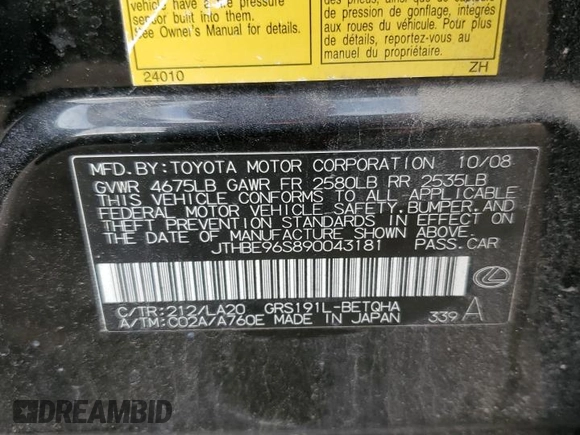 vehicle have a tire pressure
sensor built into them.
See Owner's Manual for details.
24010
des pneus,
de pression de gonflage, intégrés
aux roues du véhicule. Pour plus
de détails, reportez-vous au
manuel du propriétaire.
ZH
MFD. BY: TOYOTA MOTOR CORPORATION 10/08
GVWR 4675LB GAWR FR 2580LB RR 2535LB
THIS VEHICLE CONFORMS TO ALL APPLICABLE
FEDERAL MOTOR VEHICLE SAFETY, BUMPER, AND
THEFT PREVENTION STANDARDS IN EFFECT ON
THE DATE OF MANUFACTURE SHOWN ABOVE.
JTHBE96S890043181 PASS.CAR
C/TR:212/LA20 GRS191L-BETQHA
A/TM:C02A/A760E MADE IN JAPAN 339 A
DREAMBID